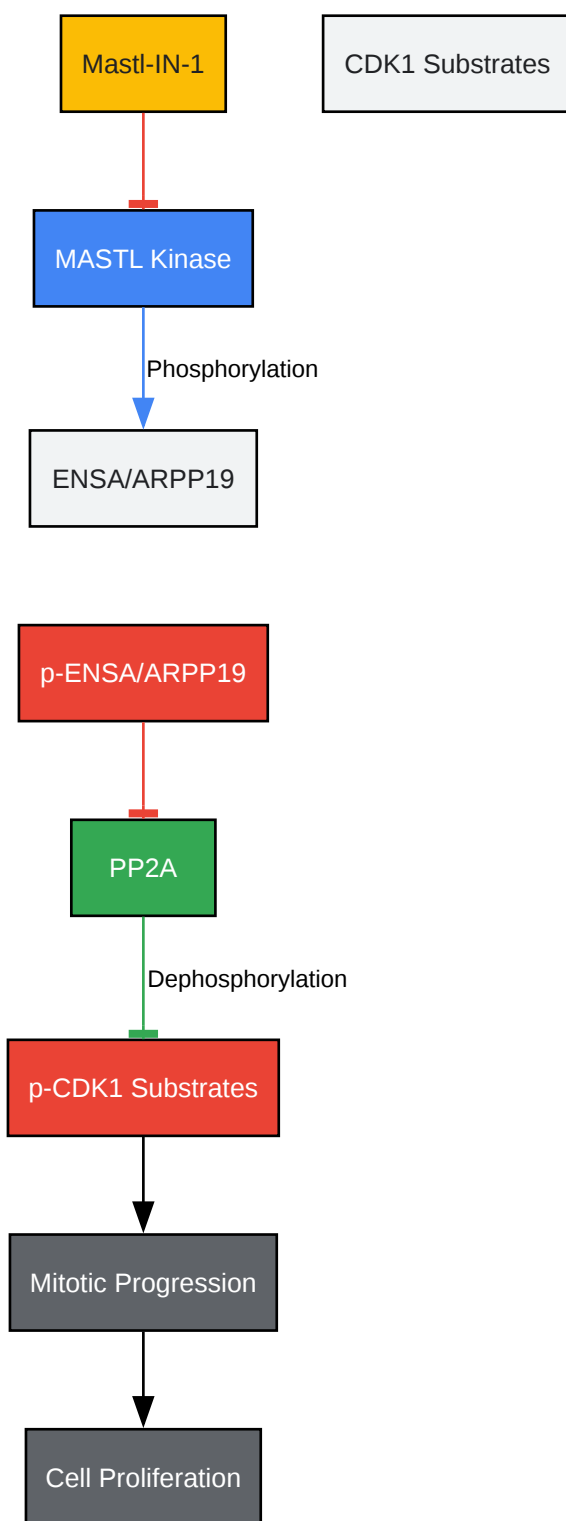 Mastl-IN-1
CDK1 Substrates
MASTL Kinase
Phosphorylation
ENSA/ARPP19
p-ENSA/ARPP19
PP2A
Dephosphorylation
p-CDK1 Substrates
Mitotic Progression
Cell Proliferation